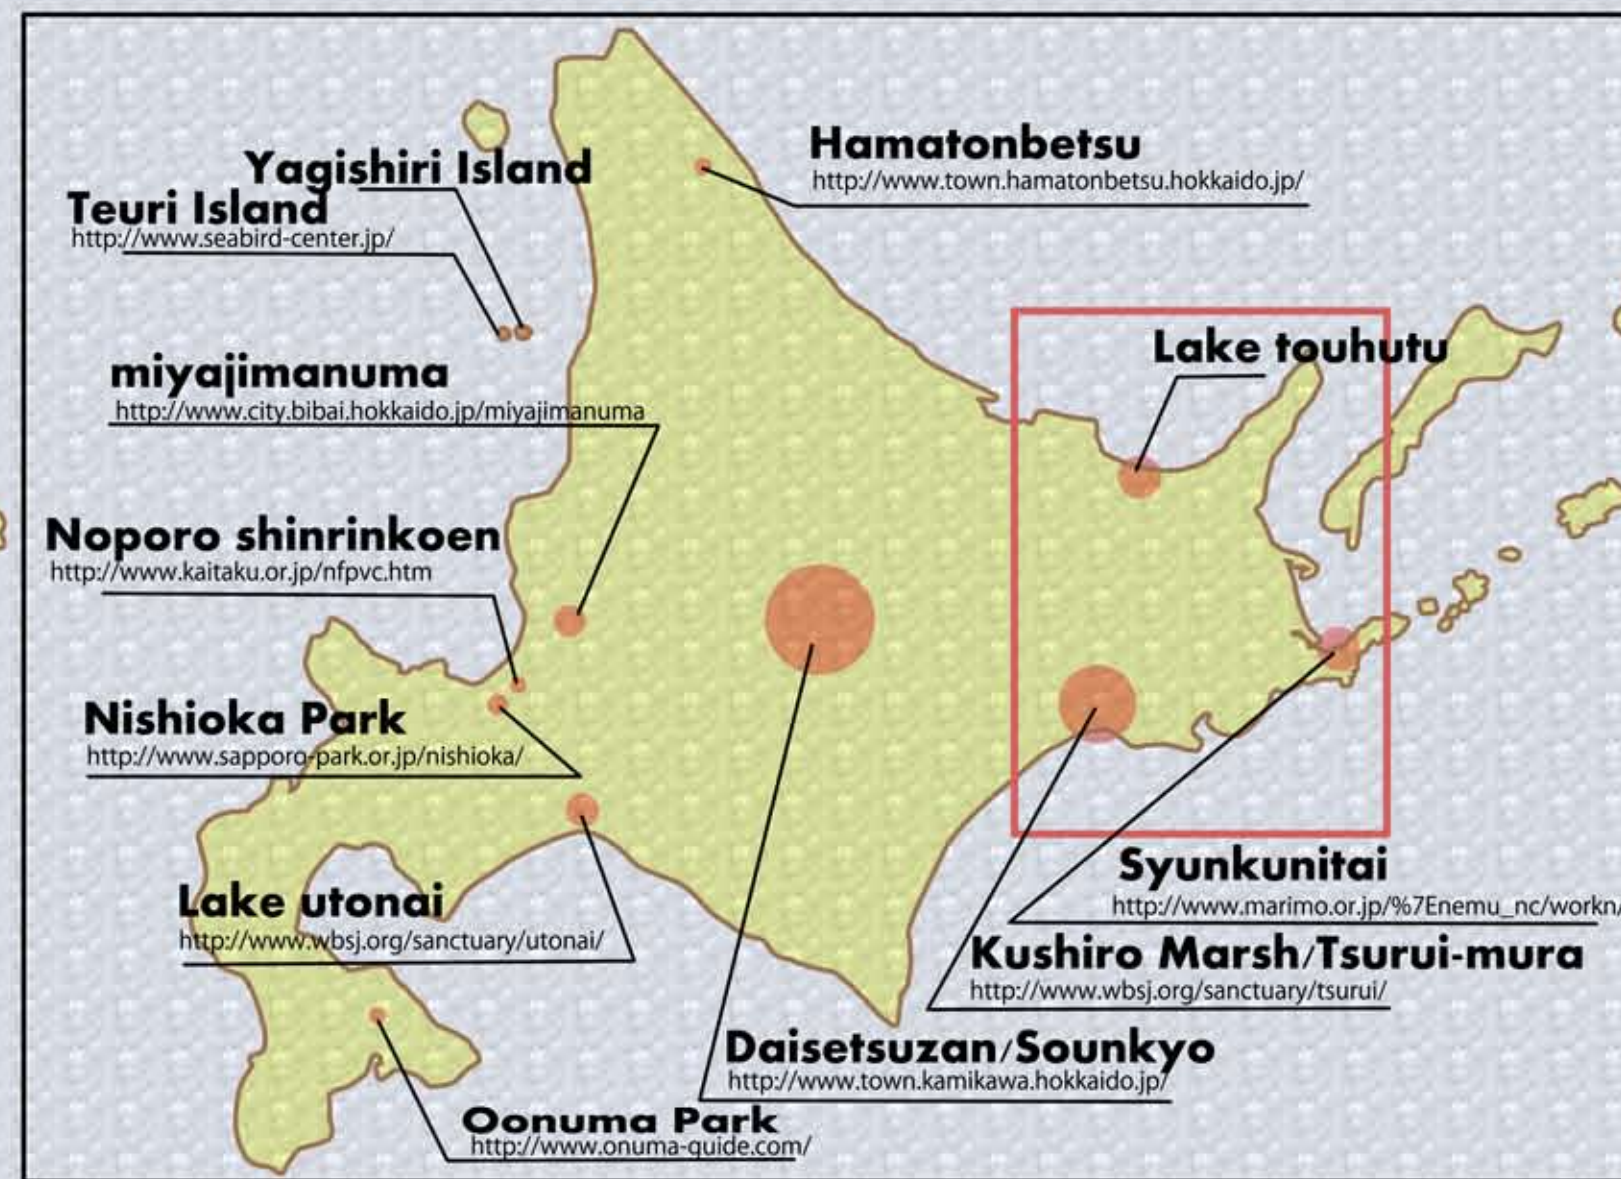 Hamatonbetsu
http://www.town.hamatonbetsu.hokkaido.jp/
Yagishiri Island
Teuri Island
http://www.seabird-center.jp/
Lake touhutu
miyajimanuma
http://www.city.bibai.hokkaido.jp/miyajimanuma
Noporo shinrinkoen
http://www.kaitaku.or.jp/nfpvc.htm
Nishioka Park
http://www.sapporo-park.or.jp/nishioka/
Syunkunitai
http://www.marimo.or.jp/%7Enemu_nc/workn/
Lake utonai
http://www.wbsj.org/sanctuary/utonai/
Kushiro Marsh/Tsurui-mura
http://www.wbsj.org/sanctuary/tsurui/
Daisetsuzan/Sounkyo
http://www.town.kamikawa.hokkaido.jp/
Oonuma Park
http://www.onuma-guide.com/